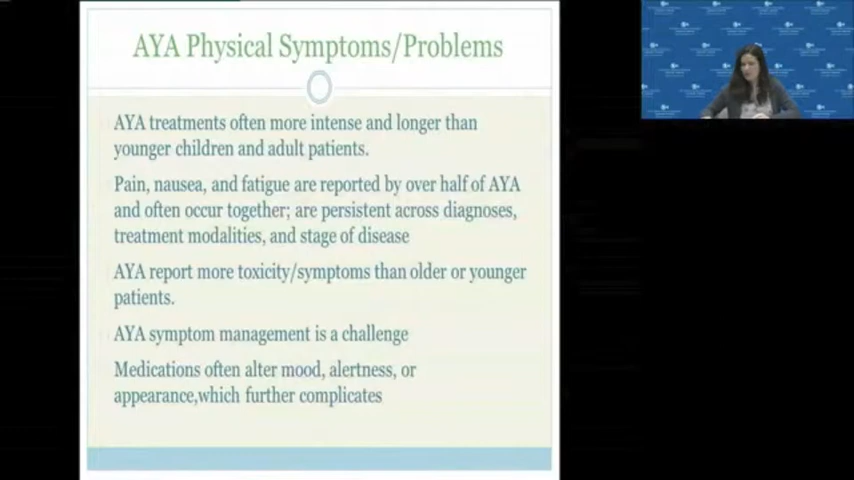 AYA Physical Symptoms/Problems
AYA treatments often more intense and longer than
younger children and adult patients.
Pain, nausea, and fatigue are reported by over half of AYA
and often occur together; are persistent across diagnoses,
treatment modalities, and stage of disease
AYA report more toxicity/symptoms than older or younger
patients.
AYA symptom management is a challenge
Medications often alter mood, alertness, or
appearance,which further complicates